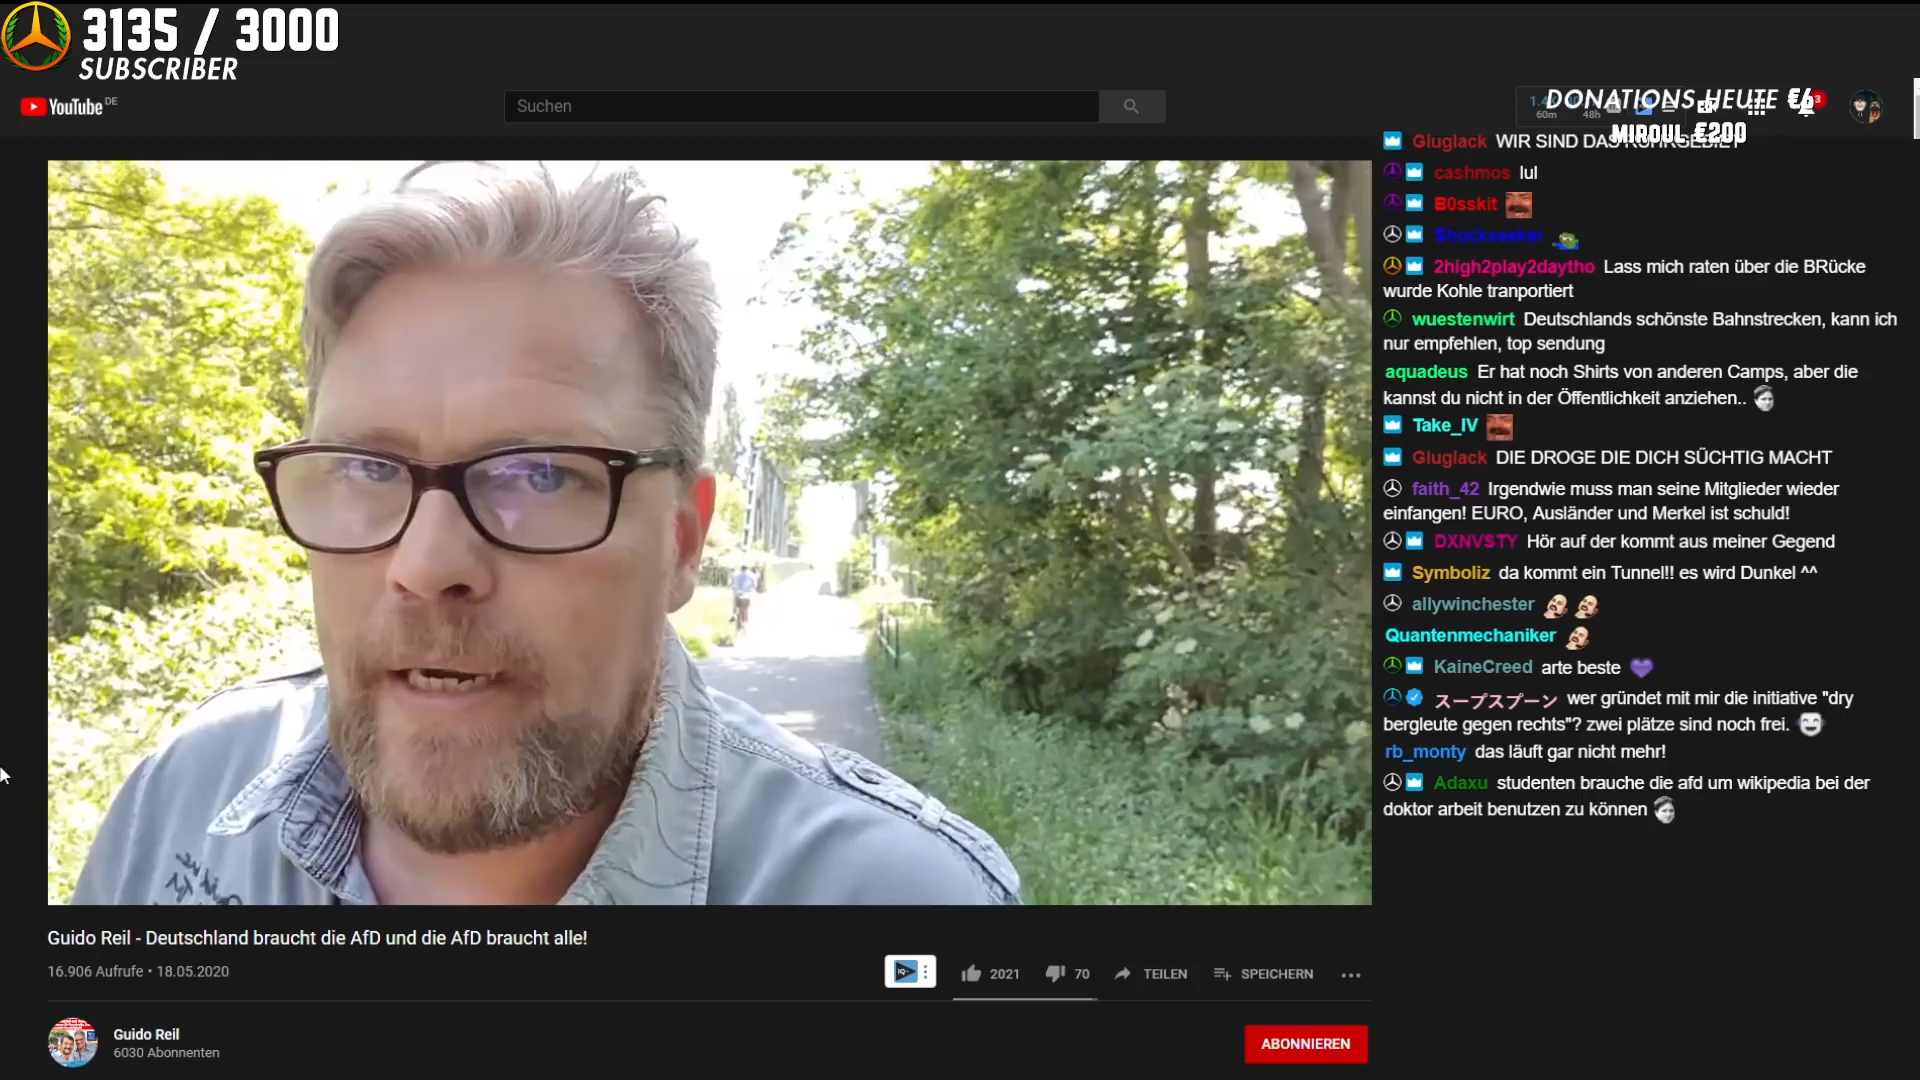 3135 / 3000
SUBSCRIBER
YouTube DE
Suchen
DONATIONS HEUTE €6
60m
48h
3
MIROUL €200
Gluglack WIR SIND DAS RUHRGEBIET
cashmos lul
B0sskit
Shockseeker
2high2play2daytho Lass mich raten über die BRücke
wurde Kohle tranportiert
wuestenwirt Deutschlands schönste Bahnstrecken, kann ich
nur empfehlen, top sendung
aquadeus Er hat noch Shirts von anderen Camps, aber die
kannst du nicht in der Öffentlichkeit anziehen..
Take_IV
Gluglack DIE DROGE DIE DICH SÜCHTIG MACHT
faith_42 Irgendwie muss man seine Mitglieder wieder
einfangen! EURO, Ausländer und Merkel ist schuld!
DXNVSTY Hör auf der kommt aus meiner Gegend
Symboliz da kommt ein Tunnel!! es wird Dunkel ^^
allywinchester
Quantenmechaniker
KaineCreed arte beste
スープスプーン wer gründet mit mir die initiative "dry
bergleute gegen rechts"? zwei plätze sind noch frei.
rb_monty das läuft gar nicht mehr!
Adaxu studenten brauche die afd um wikipedia bei der
doktor arbeit benutzen zu können
Guido Reil - Deutschland braucht die AfD und die AfD braucht alle!
16.906 Aufrufe • 18.05.2020
IQ
2021
70
TEILEN
SPEICHERN
Guido Reil
6030 Abonnenten
ABONNIEREN